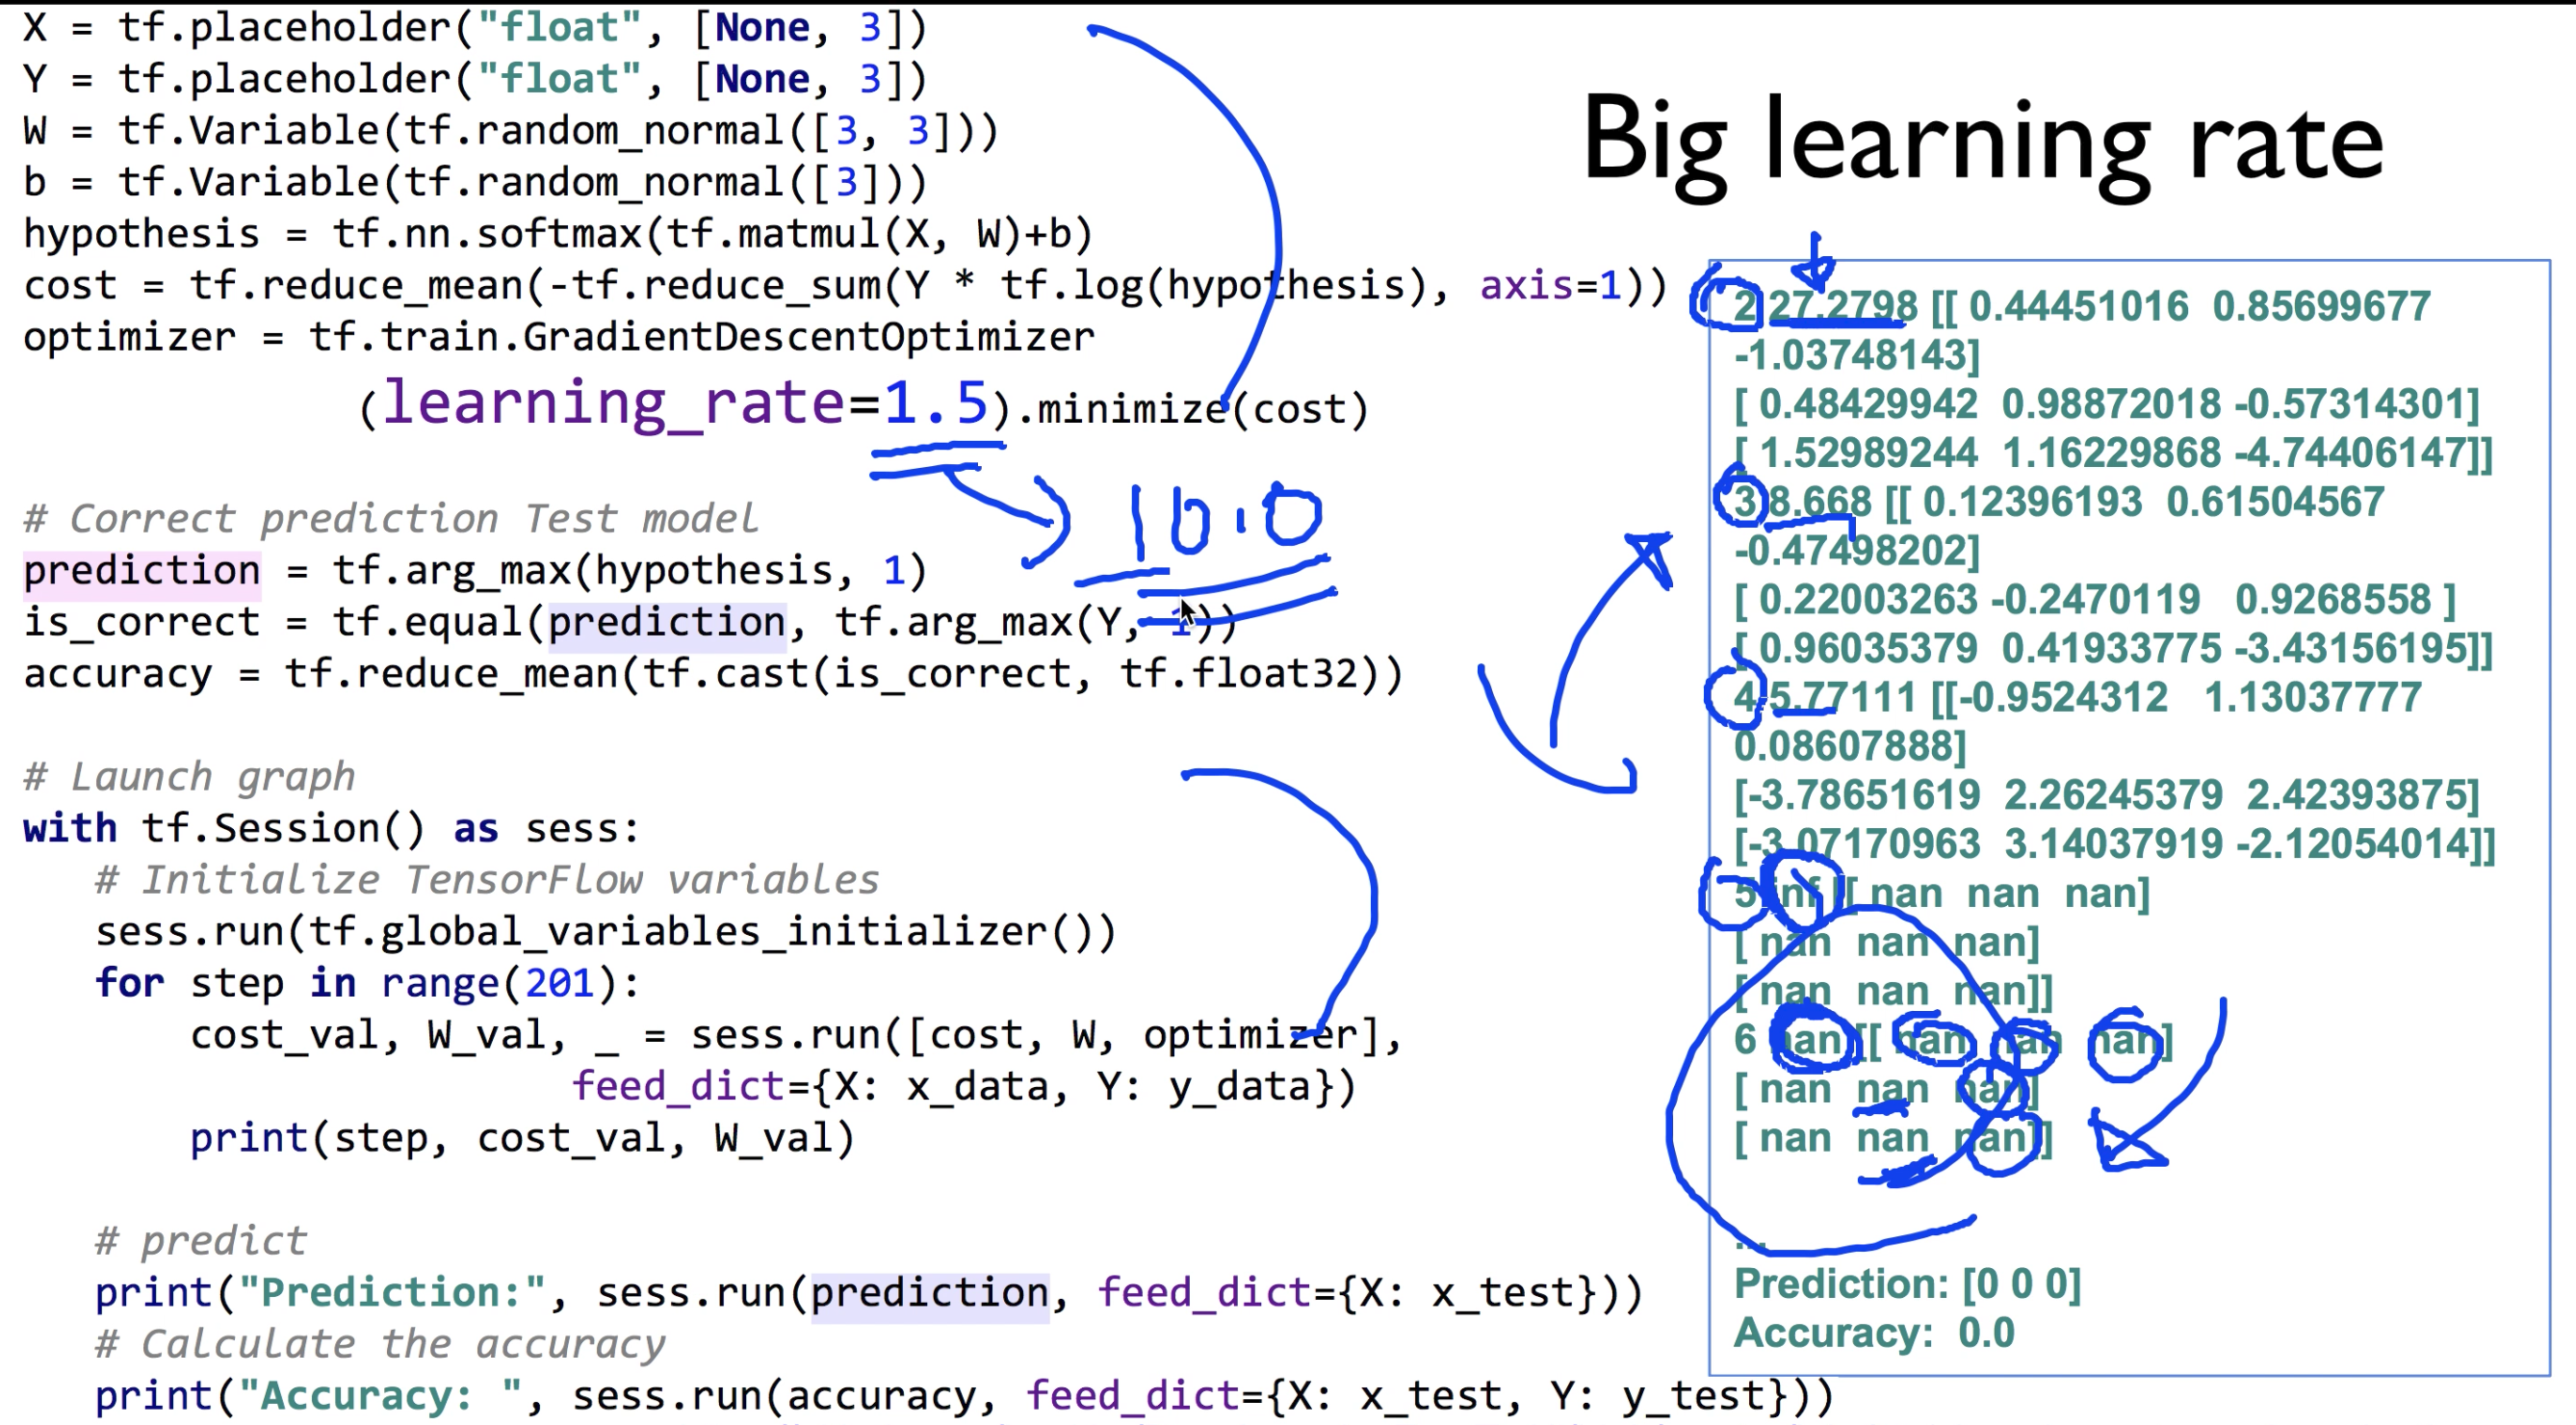 X = tf.placeholder("float", [None, 3])
Y = tf.placeholder("float", [None, 3])
W = tf.Variable(tf.random_normal([3, 3]))
b = tf.Variable(tf.random_normal([3]))
hypothesis = tf.nn.softmax(tf.matmul(X, W)+b)
cost = tf.reduce_mean(-tf.reduce_sum(Y * tf.log(hypothesis), axis=1))
optimizer = tf.train.GradientDescentOptimizer
(learning_rate=1.5).minimize(cost)
10.0
# Correct prediction Test model
prediction = tf.arg_max(hypothesis, 1)
is_correct = tf.equal(prediction, tf.arg_max(Y, 1))
accuracy = tf.reduce_mean(tf.cast(is_correct, tf.float32))
# Launch graph
with tf.Session() as sess:
# Initialize TensorFlow variables
sess.run(tf.global_variables_initializer())
for step in range(201):
cost_val, W_val, _ = sess.run([cost, W, optimizer],
feed_dict={X: x_data, Y: y_data})
print(step, cost_val, W_val)
# predict
print("Prediction:", sess.run(prediction, feed_dict={X: x_test}))
# Calculate the accuracy
print("Accuracy: ", sess.run(accuracy, feed_dict={X: x_test, Y: y_test}))
Big learning rate
2 27.2798 [[ 0.44451016 0.85699677
-1.03748143]
[ 0.48429942 0.98872018 -0.57314301]
[ 1.52989244 1.16229868 -4.74406147]]
3 8.668 [[ 0.12396193 0.61504567
-0.47498202]
[ 0.22003263 -0.2470119 0.9268558 ]
[ 0.96035379 0.41933775 -3.43156195]]
4 5.77111 [[-0.9524312 1.13037777
0.08607888]
[-3.78651619 2.26245379 2.42393875]
[-3.07170963 3.14037919 -2.12054014]]
5 inf [[ nan nan nan]
[ nan nan nan]
[ nan nan nan]]
6 nan [[ nan nan nan]
[ nan nan nan]
[ nan nan nan]]
...
Prediction: [0 0 0]
Accuracy: 0.0